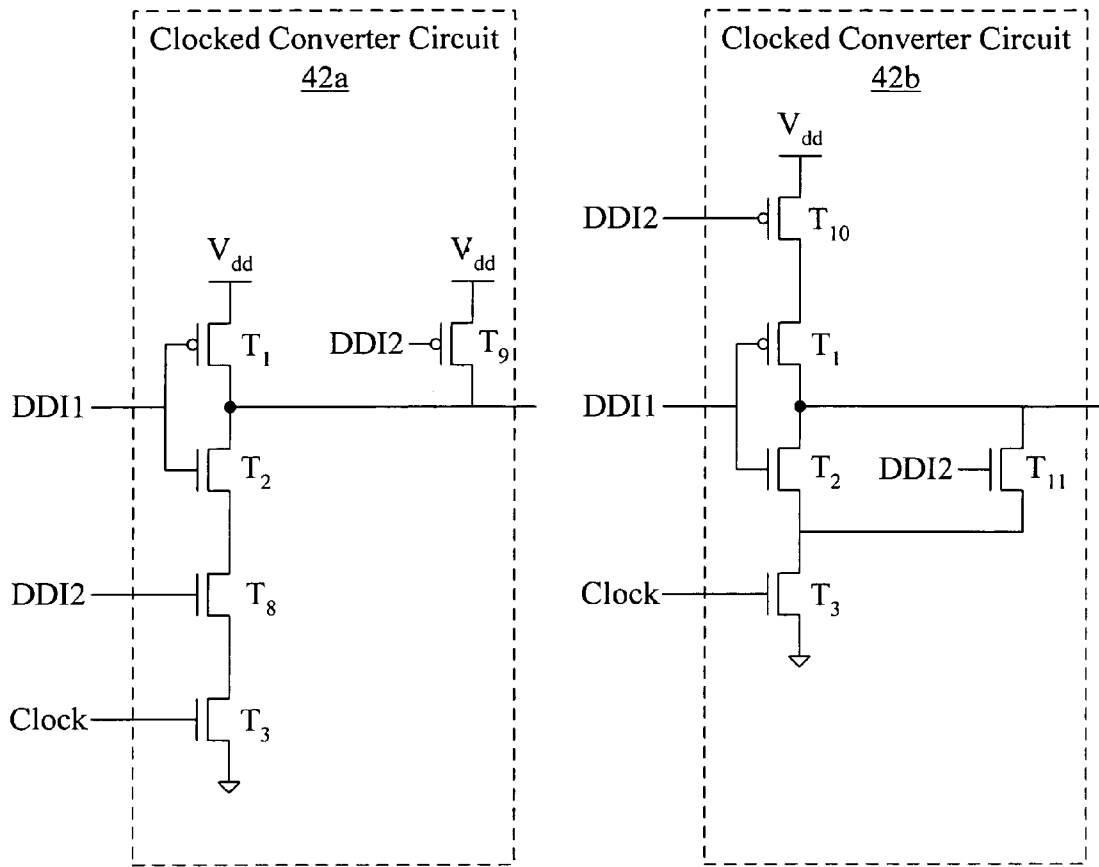 Clocked Converter Circuit
42a
Vdd
Vdd
DDI2
T1
T9
DDI1
T2
DDI2
T8
Clock
T3
Clocked Converter Circuit
42b
Vdd
DDI2
T10
T1
DDI1
T2
DDI2
T11
Clock
T3